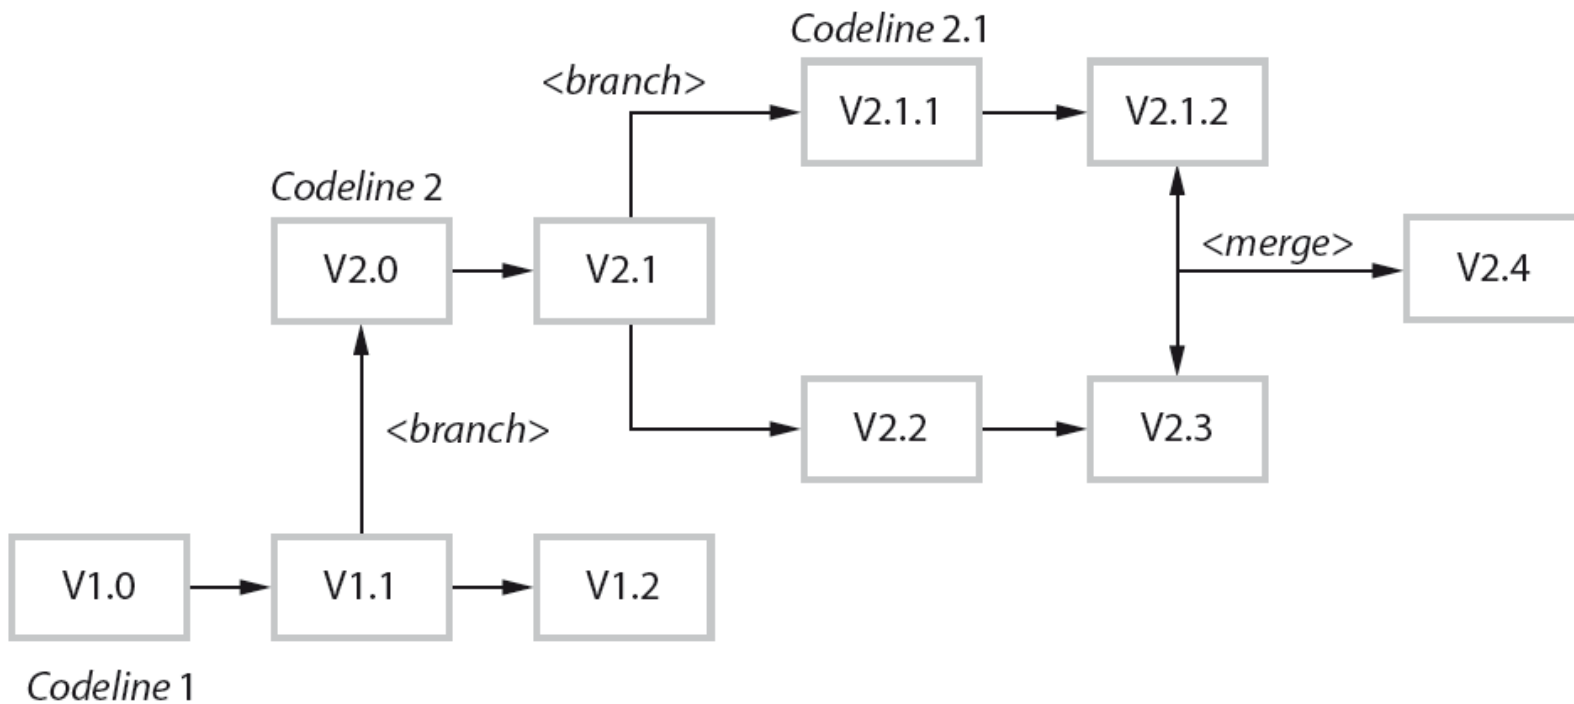 Codeline 2.1
<branch>
V2.1.1
V2.1.2
Codeline 2
V2.0
V2.1
<merge>
V2.4
<branch>
V2.2
V2.3
V1.0
V1.1
V1.2
Codeline 1